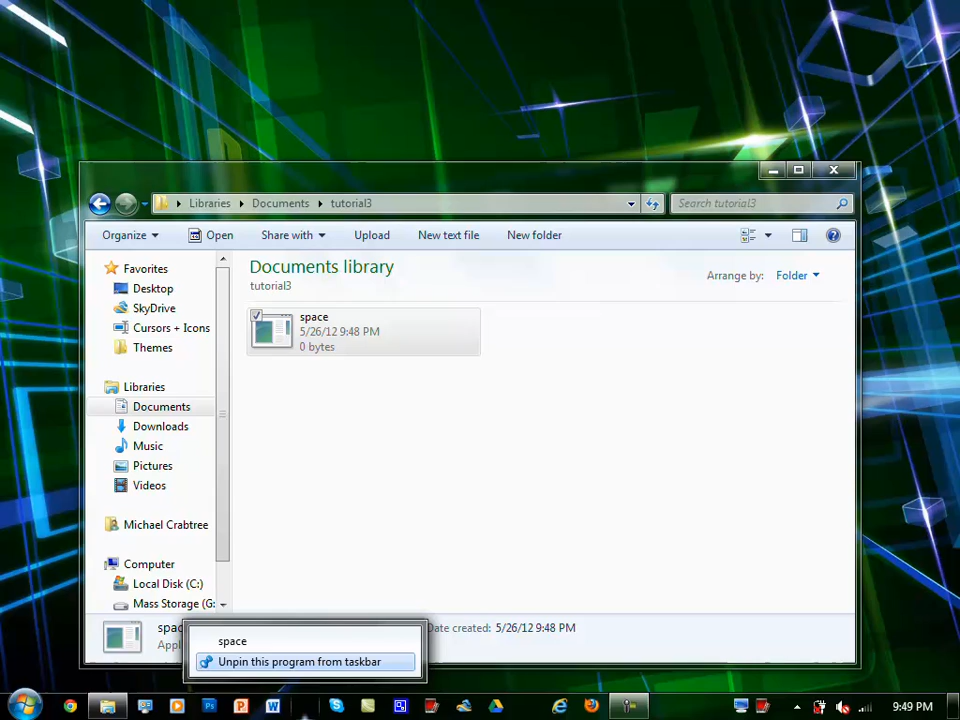 Libraries Documents tutorial3
Search tutorial3
Organize Open Share with Upload New text file New folder
Favorites
Desktop
SkyDrive
Cursors + Icons
Themes
Libraries
Documents
Downloads
Music
Pictures
Videos
Michael Crabtree
Computer
Local Disk (C:)
Mass Storage (G:
Documents library
tutorial3
Arrange by: Folder
space
5/26/12 9:48 PM
0 bytes
Date created: 5/26/12 9:48 PM
space
Unpin this program from taskbar
9:49 PM